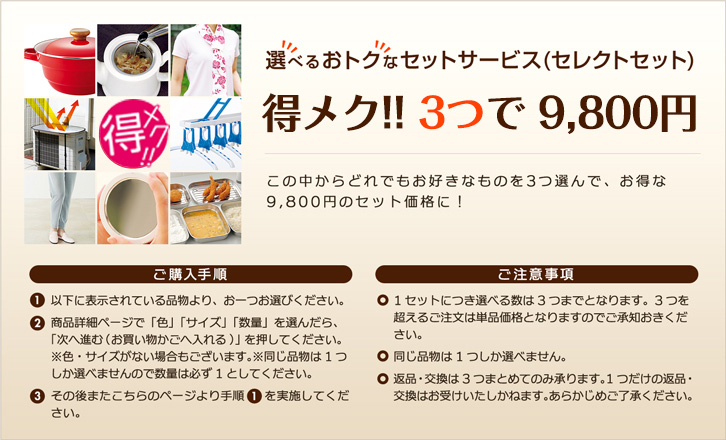 選べるおトクなセットサービス(セレクトセット)
得メク!! 3つで 9,800円
得メク!!
この中からどれでもお好きなものを3つ選んで、お得な
9,800円のセット価格に！
ご購入手順
1 以下に表示されている品物より、お一つお選びください。
2 商品詳細ページで「色」「サイズ」「数量」を選んだら、
「次へ進む（お買い物かごへ入れる）」を押してください。
※色・サイズがない場合もございます。※同じ品物は1つ
しか選べませんので数量は必ず1としてください。
3 その後またこちらのページより手順1を実施してくだ
さい。
ご注意事項
1セットにつき選べる数は3つまでとなります。3つを
超えるご注文は単品価格となりますのでご承知おきくだ
さい。
同じ品物は1つしか選べません。
返品・交換は3つまとめてのみ承ります。1つだけの返品・
交換はお受けいたしかねます。あらかじめご了承ください。